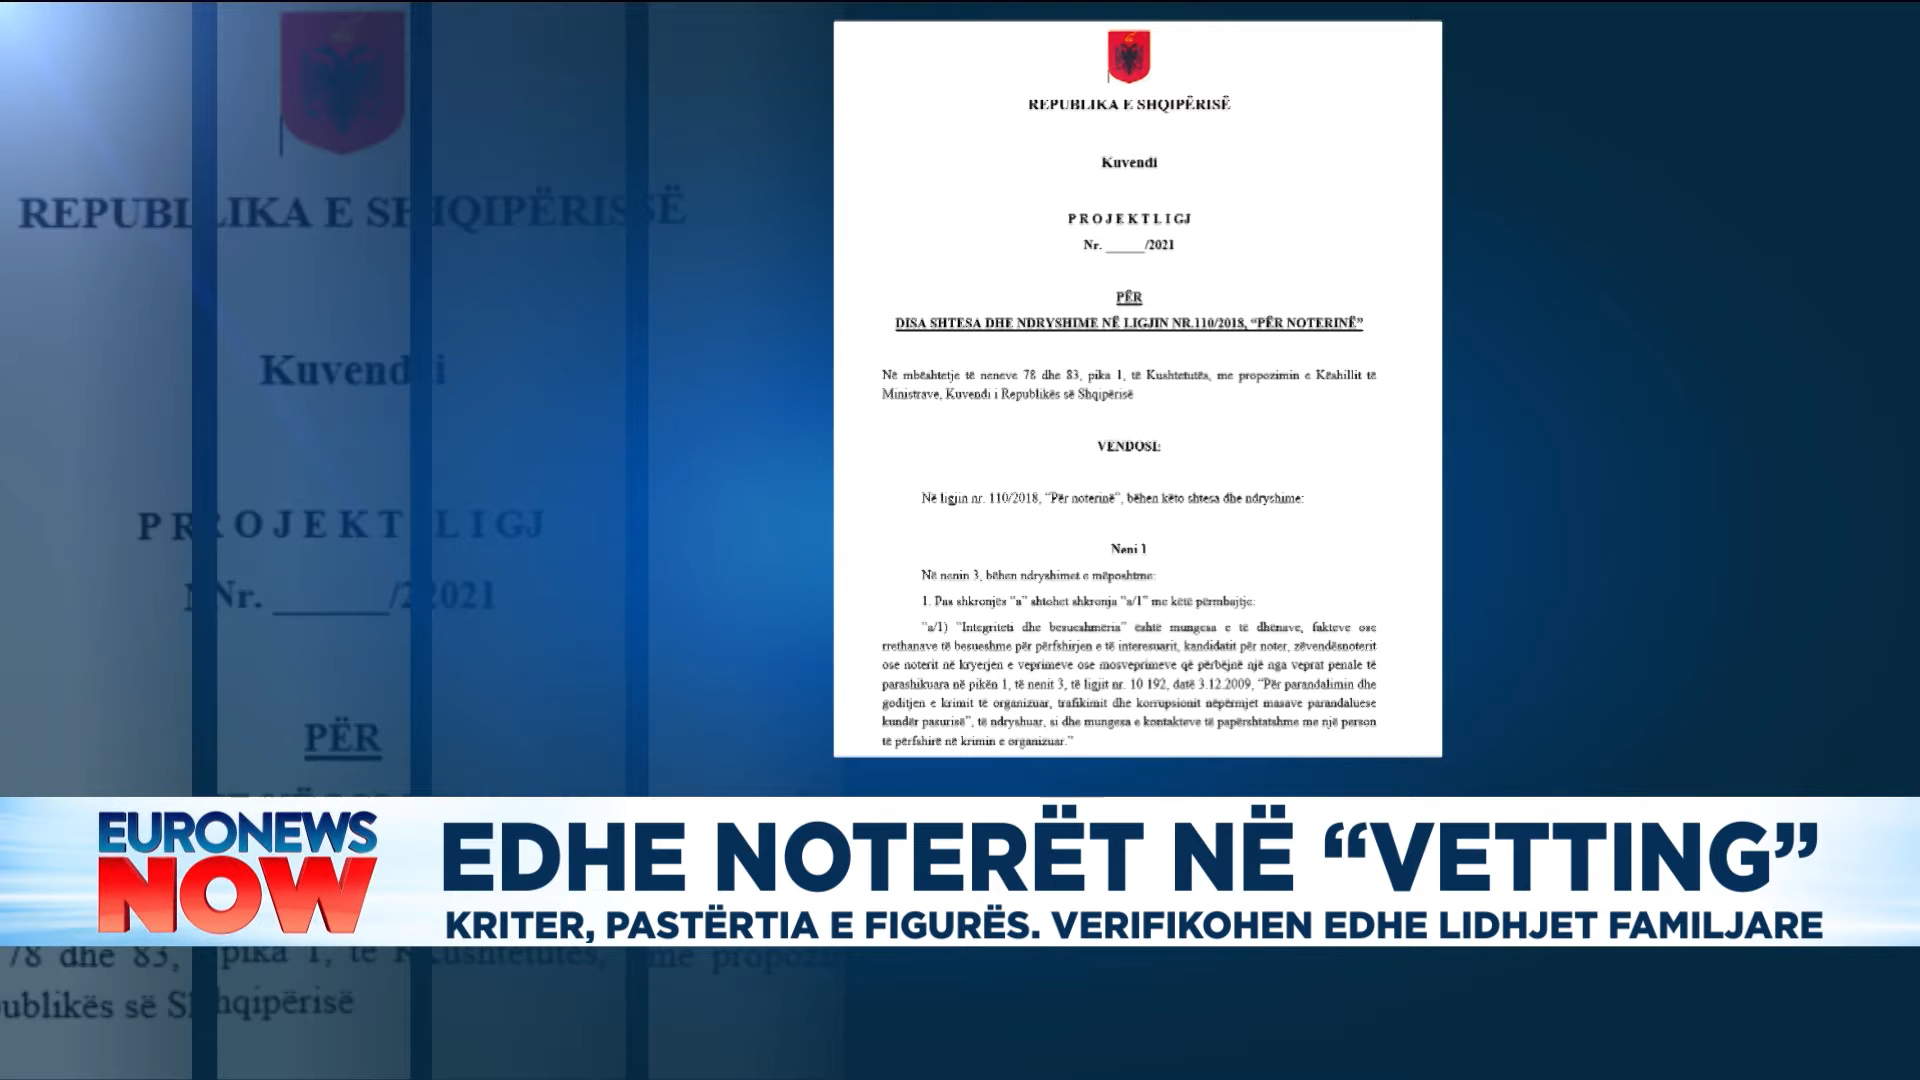 REPUBLIKA E SHQIPËRISË
Kuvendi
PROJEKTLIGJ
Nr. ______/2021
PËR
DISA SHTESA DHE NDRYSHIME NË LIGJIN NR.110/2018, “PËR NOTERINË”
Në mbështetje të neneve 78 dhe 83, pika 1, të Kushtetutës, me propozimin e Këshillit të
Ministrave, Kuvendi i Republikës së Shqipërisë
VENDOSI:
Në ligjin nr. 110/2018, “Për noterinë”, bëhen këto shtesa dhe ndryshime:
Neni 1
Në nenin 3, bëhen ndryshimet e mëposhtme:
1. Pas shkronjës “a” shtohet shkronja “a/1” me këtë përmbajtje:
“a/1) “Integriteti dhe besueshmëria” është mungesa e të dhënave, fakteve ose
rrethanave të besueshme për përfshirjen e të interesuarit, kandidatit për noter, zëvendësnoterit
ose noterit në kryerjen e veprimeve ose mosveprimeve që përbëjnë një nga veprat penale të
parashikuara në pikën 1, të nenit 3, të ligjit nr. 10 192, datë 3.12.2009, “Për parandalimin dhe
goditjen e krimit të organizuar, trafikimit dhe korrupsionit nëpërmjet masave parandaluese
kundër pasurisë”, të ndryshuar, si dhe mungesa e kontakteve të papërshtatshme me një person
të përfshirë në krimin e organizuar.”
REPUBLIKA E SHQIPËRISSË
Kuvendi
PROJEKTLIGJ
Nr. ______/2021
PËR
EURONEWS
NOW
EDHE NOTERËT NË “VETTING”
KRITER, PASTËRTIA E FIGURËS. VERIFIKOHEN EDHE LIDHJET FAMILJARE
78 dhe 83, pika 1, të Kushtetutës, me propoz
ublikës së Shqipërisë